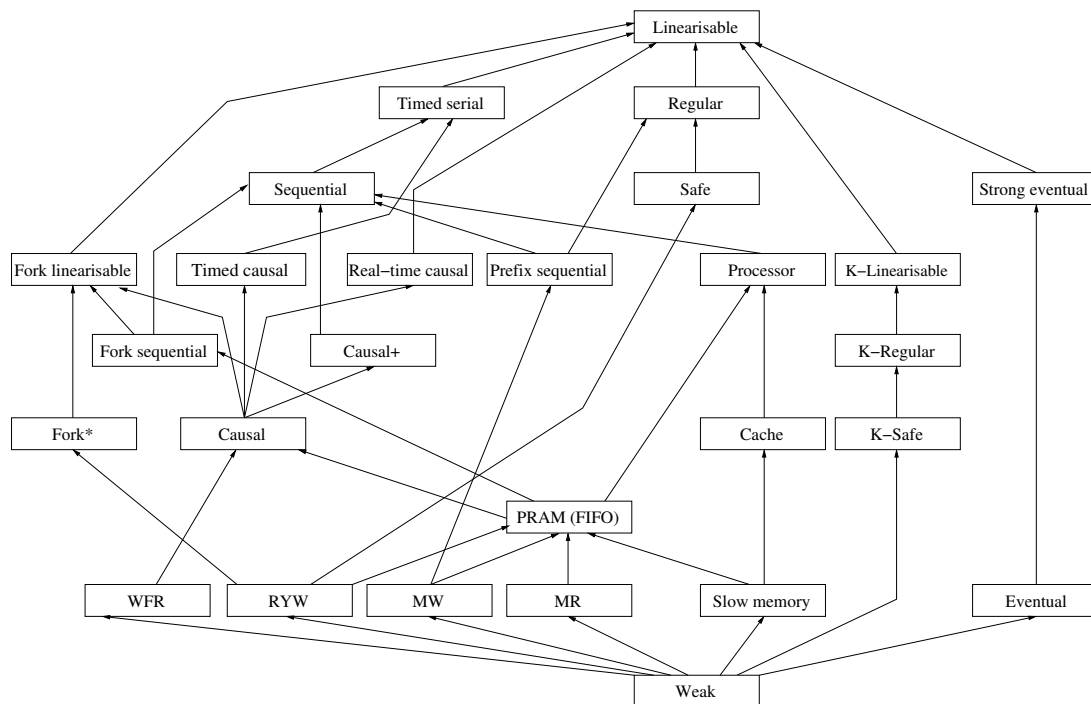 Linearisable
Timed serial
Regular
Sequential
Safe
Strong eventual
Fork linearisable
Timed causal
Real−time causal
Prefix sequential
Processor
K−Linearisable
Fork sequential
Causal+
K−Regular
Fork*
Causal
Cache
K−Safe
PRAM (FIFO)
WFR
RYW
MW
MR
Slow memory
Eventual
Weak